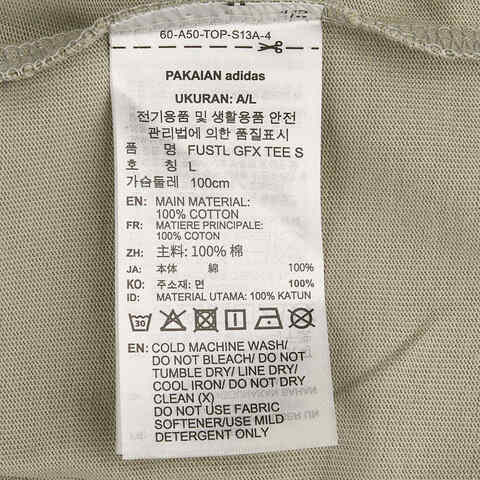 1/2
60-A50-TOP-S13A-4
PAKAIAN adidas
UKURAN: A/L
전기용품 및 생활용품 안전
관리법에 의한 품질표시
품 명 FUSTL GFX TEE S
호 칭 L
가슴둘레 100cm
EN: MAIN MATERIAL:
100% COTTON
FR: MATIERE PRINCIPALE:
100% COTON
ZH: 主料: 100% 棉
JA: 本体 綿 100%
KO: 주소재: 면 100%
ID: MATERIAL UTAMA: 100% KATUN
30
EN: COLD MACHINE WASH/
DO NOT BLEACH/ DO NOT
TUMBLE DRY/ LINE DRY/
COOL IRON/ DO NOT DRY
CLEAN (X)
DO NOT USE FABRIC
SOFTENER/USE MILD
DETERGENT ONLY